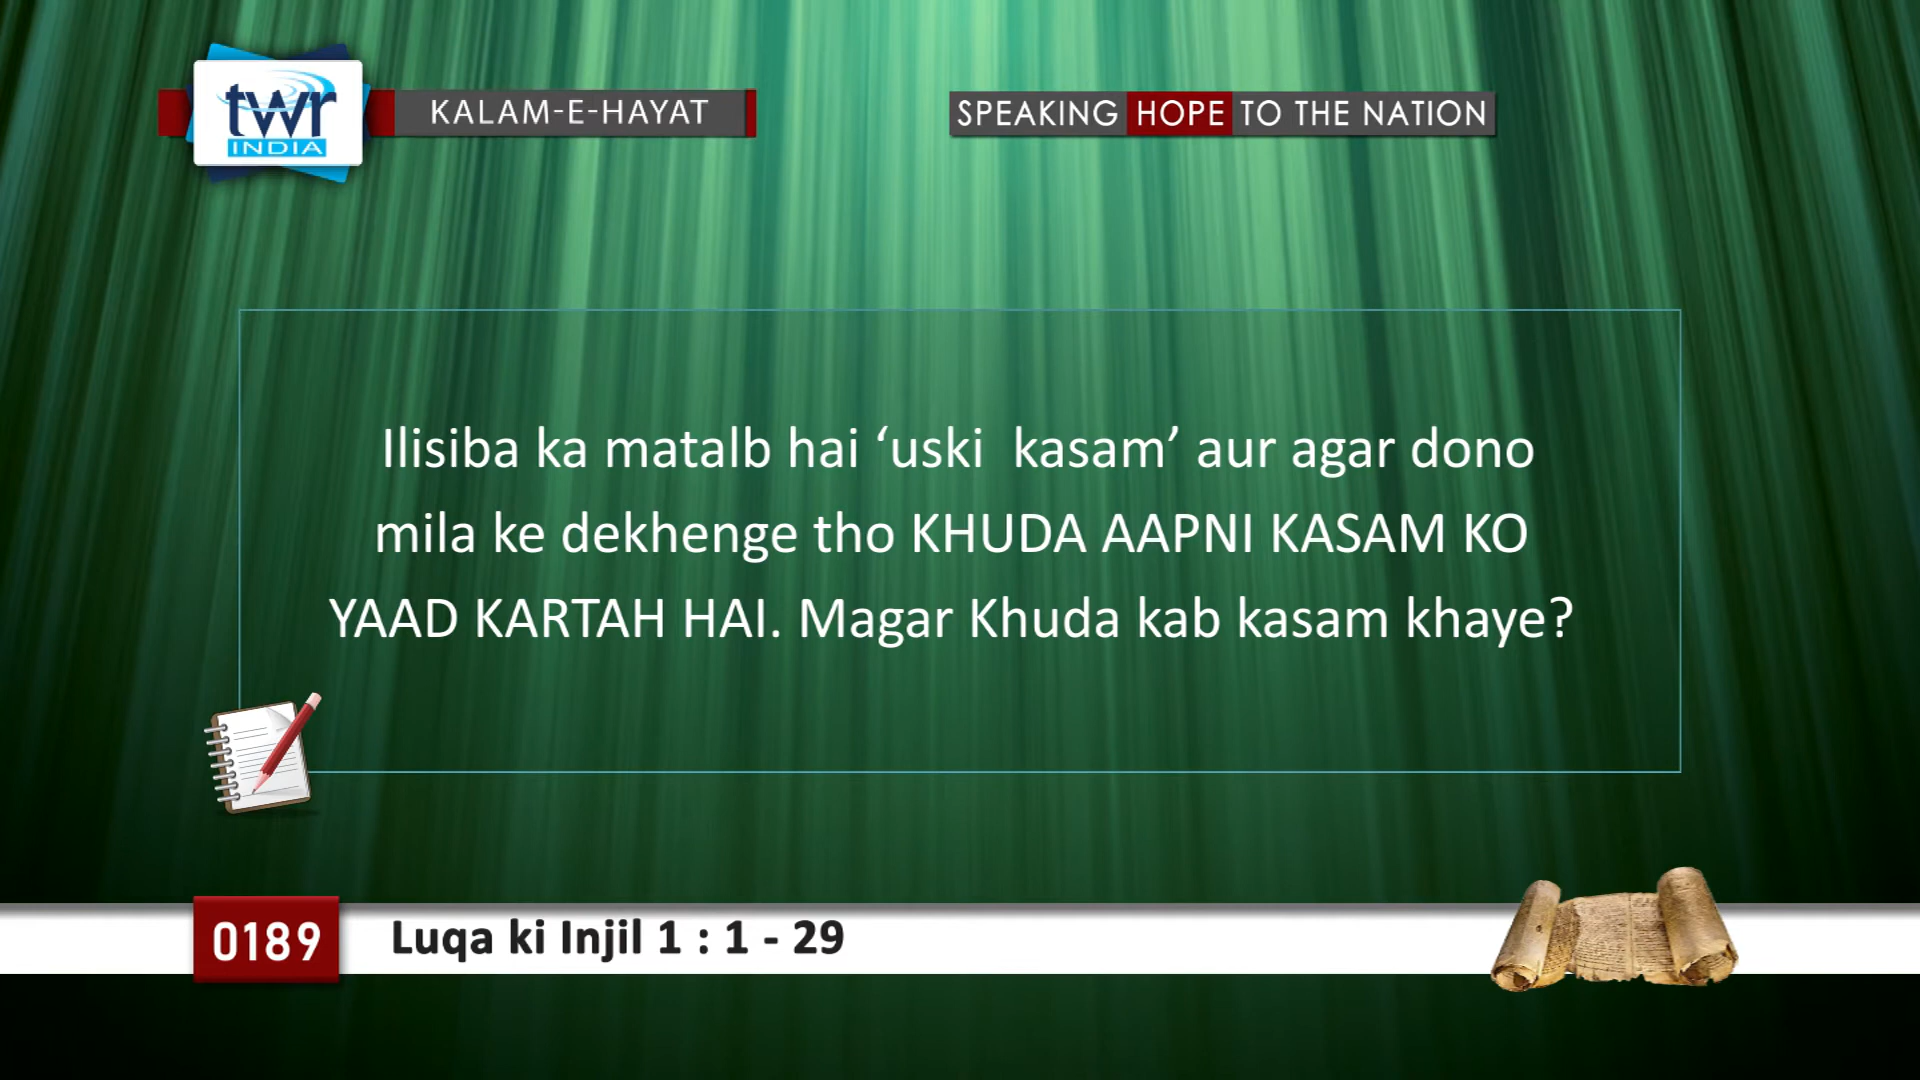 twr
INDIA
KALAM-E-HAYAT
SPEAKING HOPE TO THE NATION
Ilisiba ka matalb hai ‘uski  kasam’ aur agar dono
mila ke dekhenge tho KHUDA AAPNI KASAM KO
YAAD KARTAH HAI. Magar Khuda kab kasam khaye?
0189
Luqa ki Injil 1 : 1 - 29